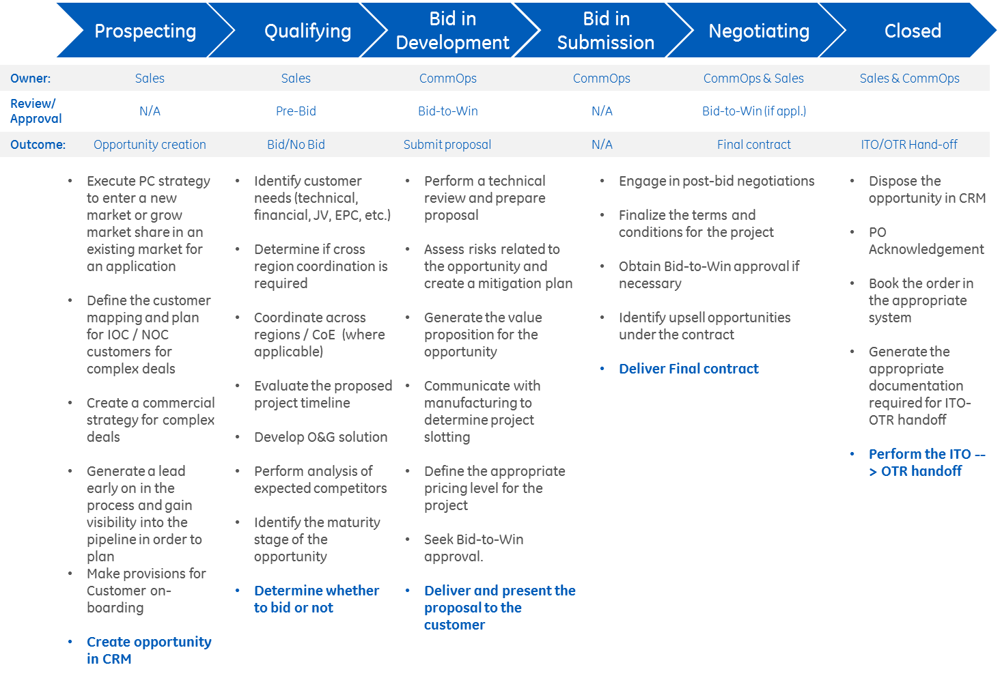 Prospecting
Qualifying
Bid in
Development
Bid in
Submission
Negotiating
Closed
Owner:
Sales
Sales
CommOps
CommOps
CommOps & Sales
Sales & CommOps
Review/
Approval
N/A
Pre-Bid
Bid-to-Win
N/A
Bid-to-Win (if appl.)
Outcome:
Opportunity creation
Bid/No Bid
Submit proposal
N/A
Final contract
ITO/OTR Hand-off
• Execute PC strategy
to enter a new
market or grow
market share in an
existing market for
an application
• Define the customer
mapping and plan
for IOC / NOC
customers for
complex deals
• Create a commercial
strategy for complex
deals
• Generate a lead
early on in the
process and gain
visibility into the
pipeline in order to
plan
• Make provisions for
Customer on-
boarding
• Create opportunity
in CRM
• Identify customer
needs (technical,
financial, JV, EPC, etc.)
• Determine if cross
region coordination is
required
• Coordinate across
regions / CoE (where
applicable)
• Evaluate the proposed
project timeline
• Develop O&G solution
• Perform analysis of
expected competitors
• Identify the maturity
stage of the
opportunity
• Determine whether
to bid or not
• Perform a technical
review and prepare
proposal
• Assess risks related to
the opportunity and
create a mitigation plan
• Generate the value
proposition for the
opportunity
• Communicate with
manufacturing to
determine project
slotting
• Define the appropriate
pricing level for the
project
• Seek Bid-to-Win
approval.
• Deliver and present the
proposal to the
customer
• Engage in post-bid negotiations
• Finalize the terms and
conditions for the project
• Obtain Bid-to-Win approval if
necessary
• Identify upsell opportunities
under the contract
• Deliver Final contract
• Dispose the
opportunity in CRM
• PO
Acknowledgement
• Book the order in
the appropriate
system
• Generate the
appropriate
documentation
required for ITO-
OTR handoff
• Perform the ITO --
> OTR handoff